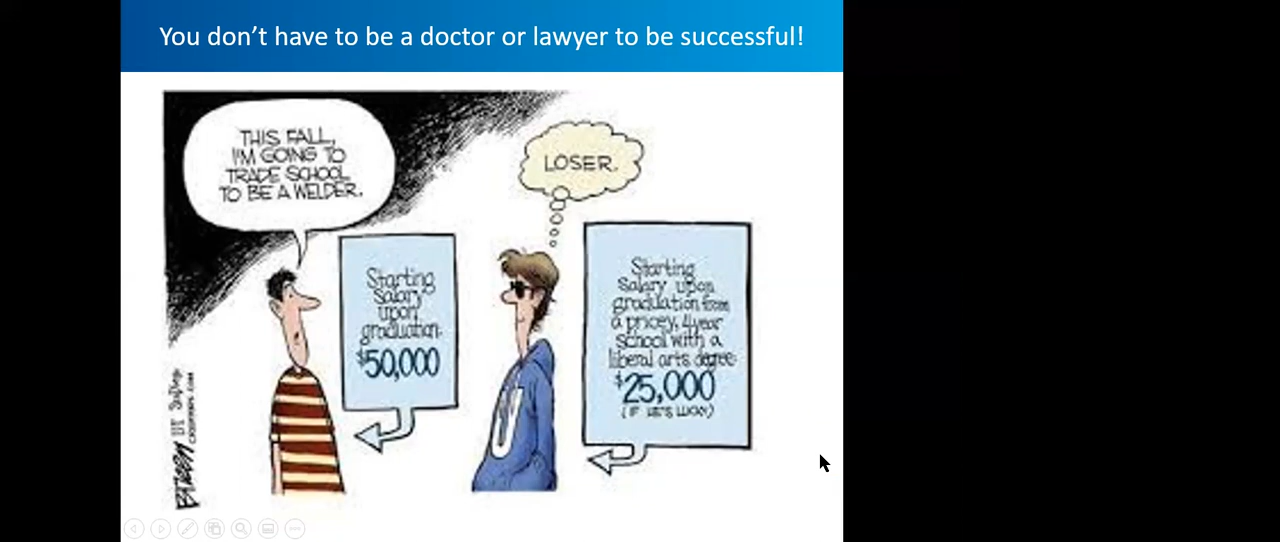 You don't have to be a doctor or lawyer to be successful!
THIS FALL,
I'M GOING TO
TRADE SCHOOL
TO BE A WELDER.
LOSER.
Starting
salary
upon
graduation:
$50,000
Starting
salary upon
graduation from
a pricey, 4 year
school with a
liberal arts degree:
$25,000
(IF HE'S LUCKY)